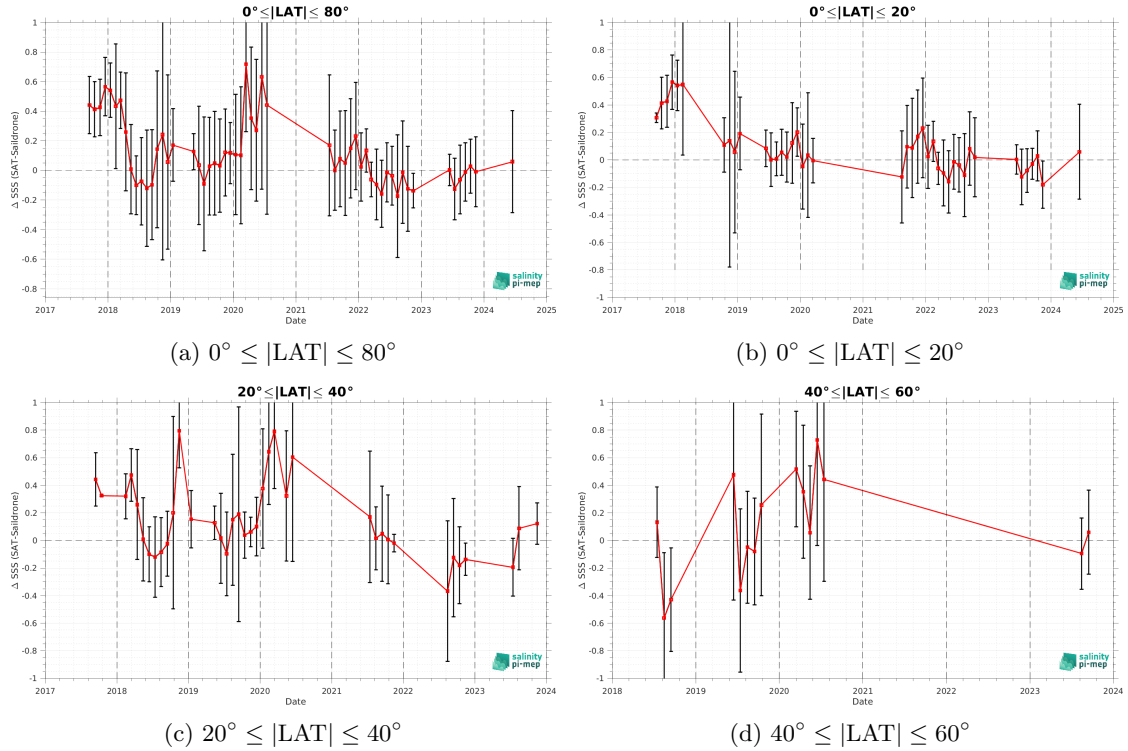 0°≤|LAT|≤ 80°
Δ SSS (SAT-Saildrone)
1
0.8
0.6
0.4
0.2
0
-0.2
-0.4
-0.6
-0.8
2017 2018 2019 2020 2021 2022 2023 2024 2025
Date
salinity
pi-mep
(a) 0° ≤ |LAT| ≤ 80°
0°≤|LAT|≤ 20°
Δ SSS (SAT-Saildrone)
1
0.8
0.6
0.4
0.2
0
-0.2
-0.4
-0.6
-0.8
-1
2017 2018 2019 2020 2021 2022 2023 2024 2025
Date
salinity
pi-mep
(b) 0° ≤ |LAT| ≤ 20°
20°≤|LAT|≤ 40°
Δ SSS (SAT-Saildrone)
1
0.8
0.6
0.4
0.2
0
-0.2
-0.4
-0.6
-0.8
-1
2017 2018 2019 2020 2021 2022 2023 2024
Date
salinity
pi-mep
(c) 20° ≤ |LAT| ≤ 40°
40°≤|LAT|≤ 60°
Δ SSS (SAT-Saildrone)
1
0.8
0.6
0.4
0.2
0
-0.2
-0.4
-0.6
-0.8
-1
2018 2019 2020 2021 2022 2023 2024
Date
salinity
pi-mep
(d) 40° ≤ |LAT| ≤ 60°